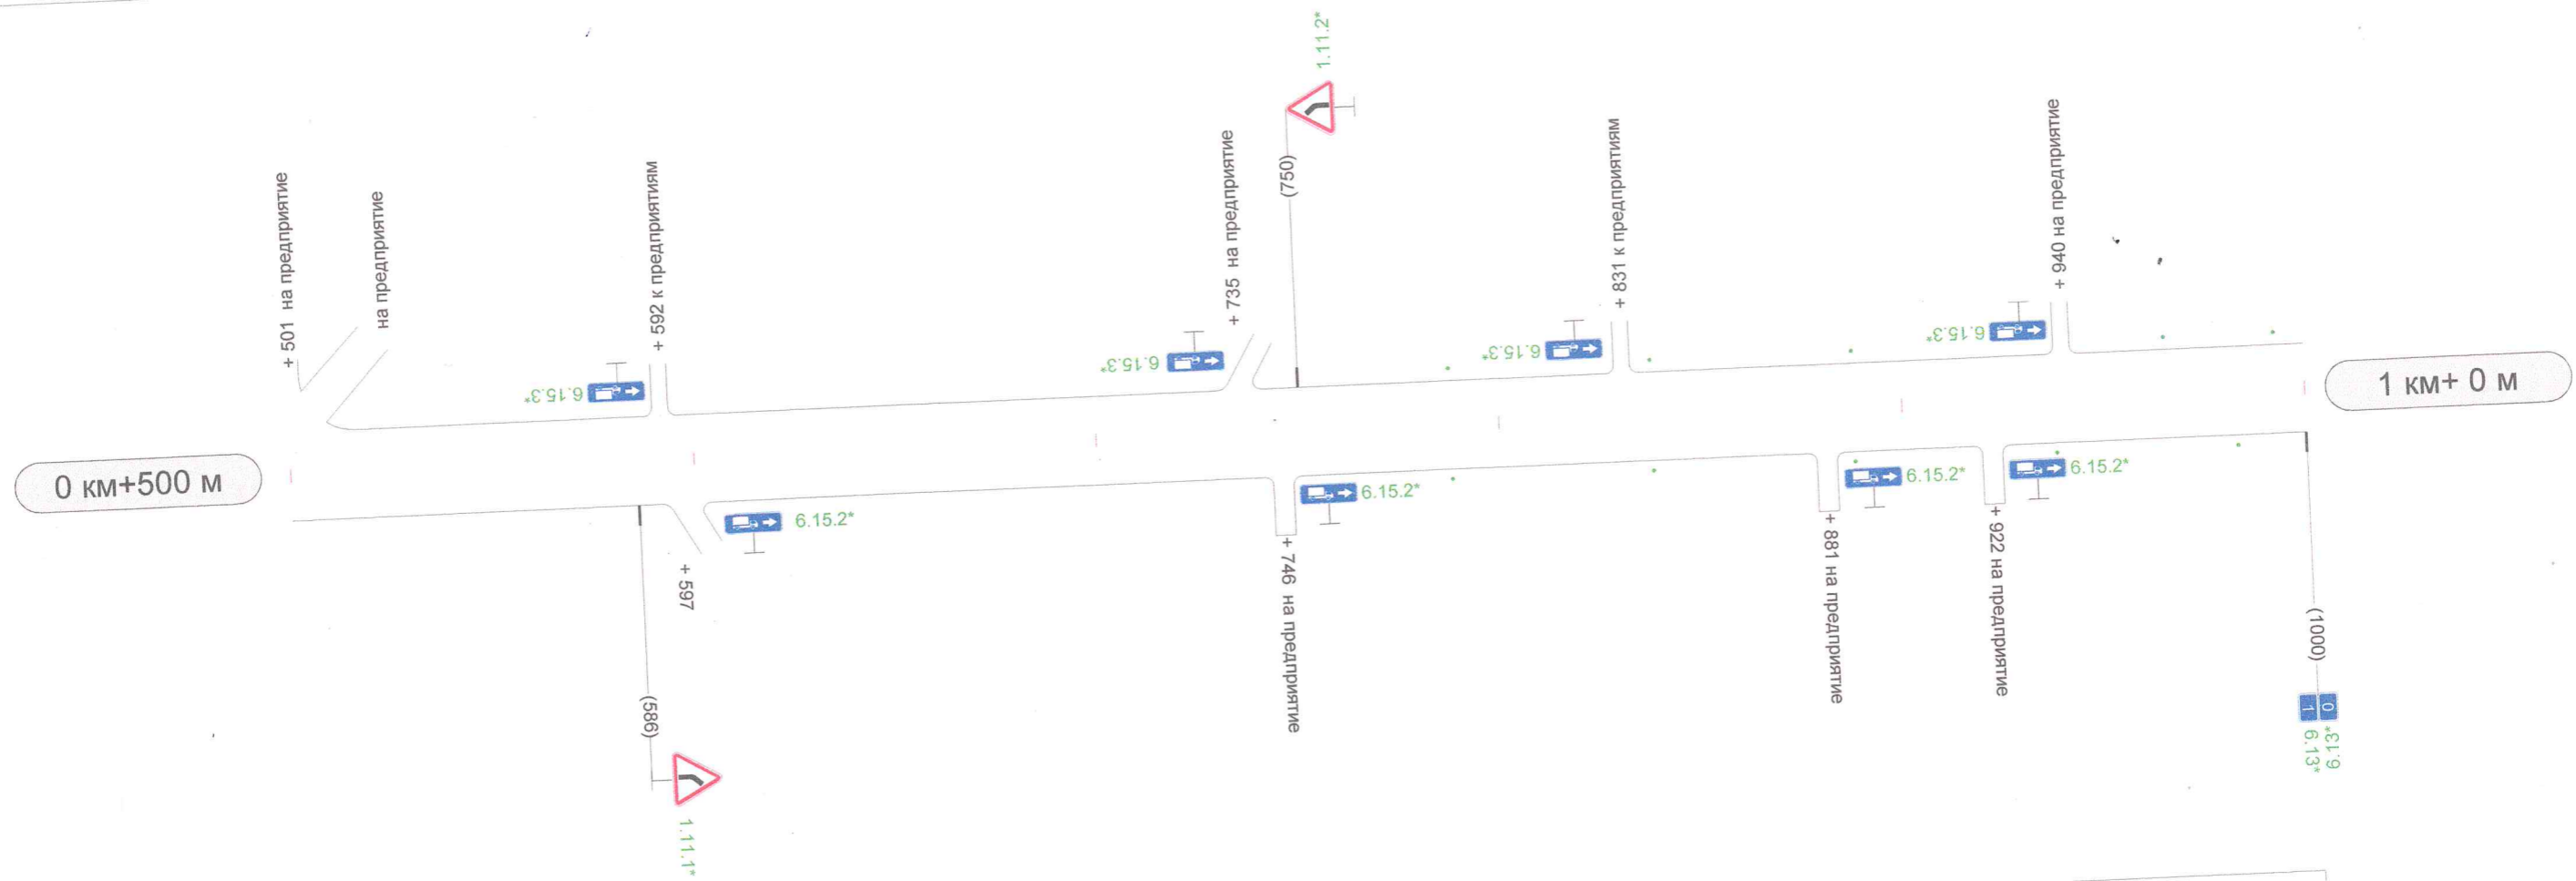 1.11.2*
+ 501 на предприятие
на предприятие
+ 592 к предприятиям
+ 735 на предприятие
(750)
+ 831 к предприятиям
+ 940 на предприятие
6.15.3*
6.15.3*
6.15.3*
6.15.3*
0 км+500 м
1 км+ 0 м
6.15.2*
6.15.2*
6.15.2*
6.15.2*
+ 597
+ 746 на предприятие
+ 881 на предприятие
+ 922 на предприятие
(586)
(1000)
0
1
6.13*
6.13*
1.11.1*